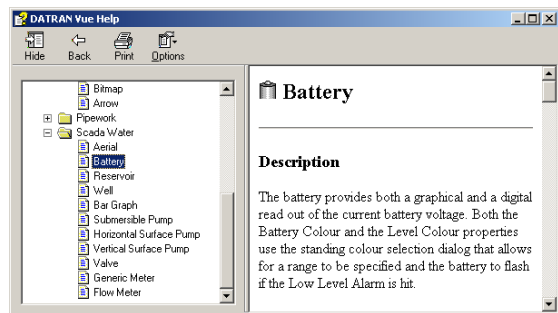 DATRAN Vue Help
Hide Back Print Options
Bitmap
Arrow
Pipework
Scada Water
Aerial
Battery
Reservoir
Well
Bar Graph
Submersible Pump
Horizontal Surface Pump
Vertical Surface Pump
Valve
Generic Meter
Flow Meter
Battery
Description
The battery provides both a graphical and a digital
read out of the current battery voltage. Both the
Battery Colour and the Level Colour properties
use the standing colour selection dialog that allows
for a range to be specified and the battery to flash
if the Low Level Alarm is hit.